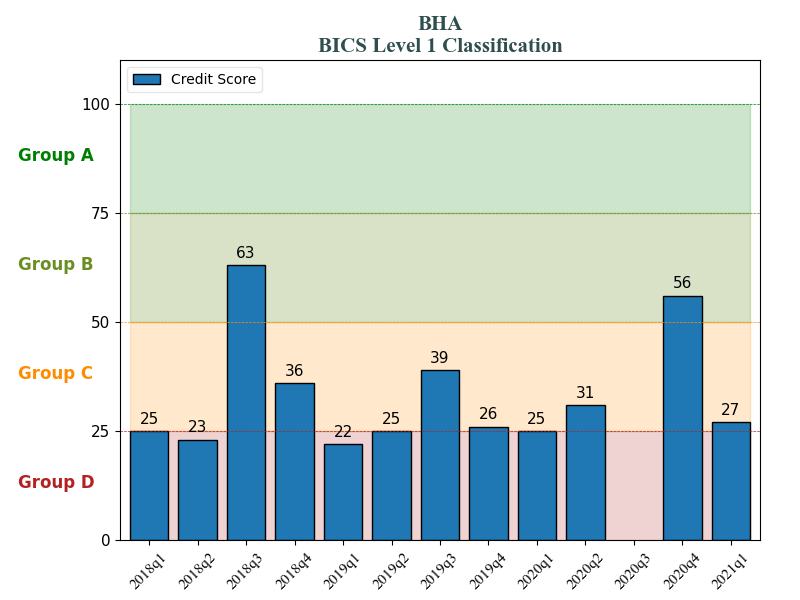 BHA
BICS Level 1 Classification
Credit Score
100
Group A
75
Group B
63
56
50
Group C
39
36
31
27
26
25
23
22
25
25
25
Group D
0
2018q1 2018q2 2018q3 2018q4 2019q1 2019q2 2019q3 2019q4 2020q1 2020q2 2020q3 2020q4 2021q1